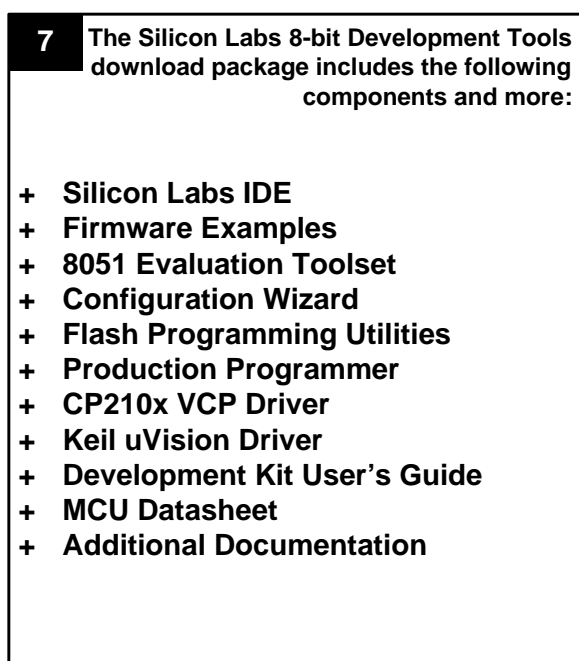 7
The Silicon Labs 8-bit Development Tools
download package includes the following
components and more:
+ Silicon Labs IDE
+ Firmware Examples
+ 8051 Evaluation Toolset
+ Configuration Wizard
+ Flash Programming Utilities
+ Production Programmer
+ CP210x VCP Driver
+ Keil uVision Driver
+ Development Kit User's Guide
+ MCU Datasheet
+ Additional Documentation